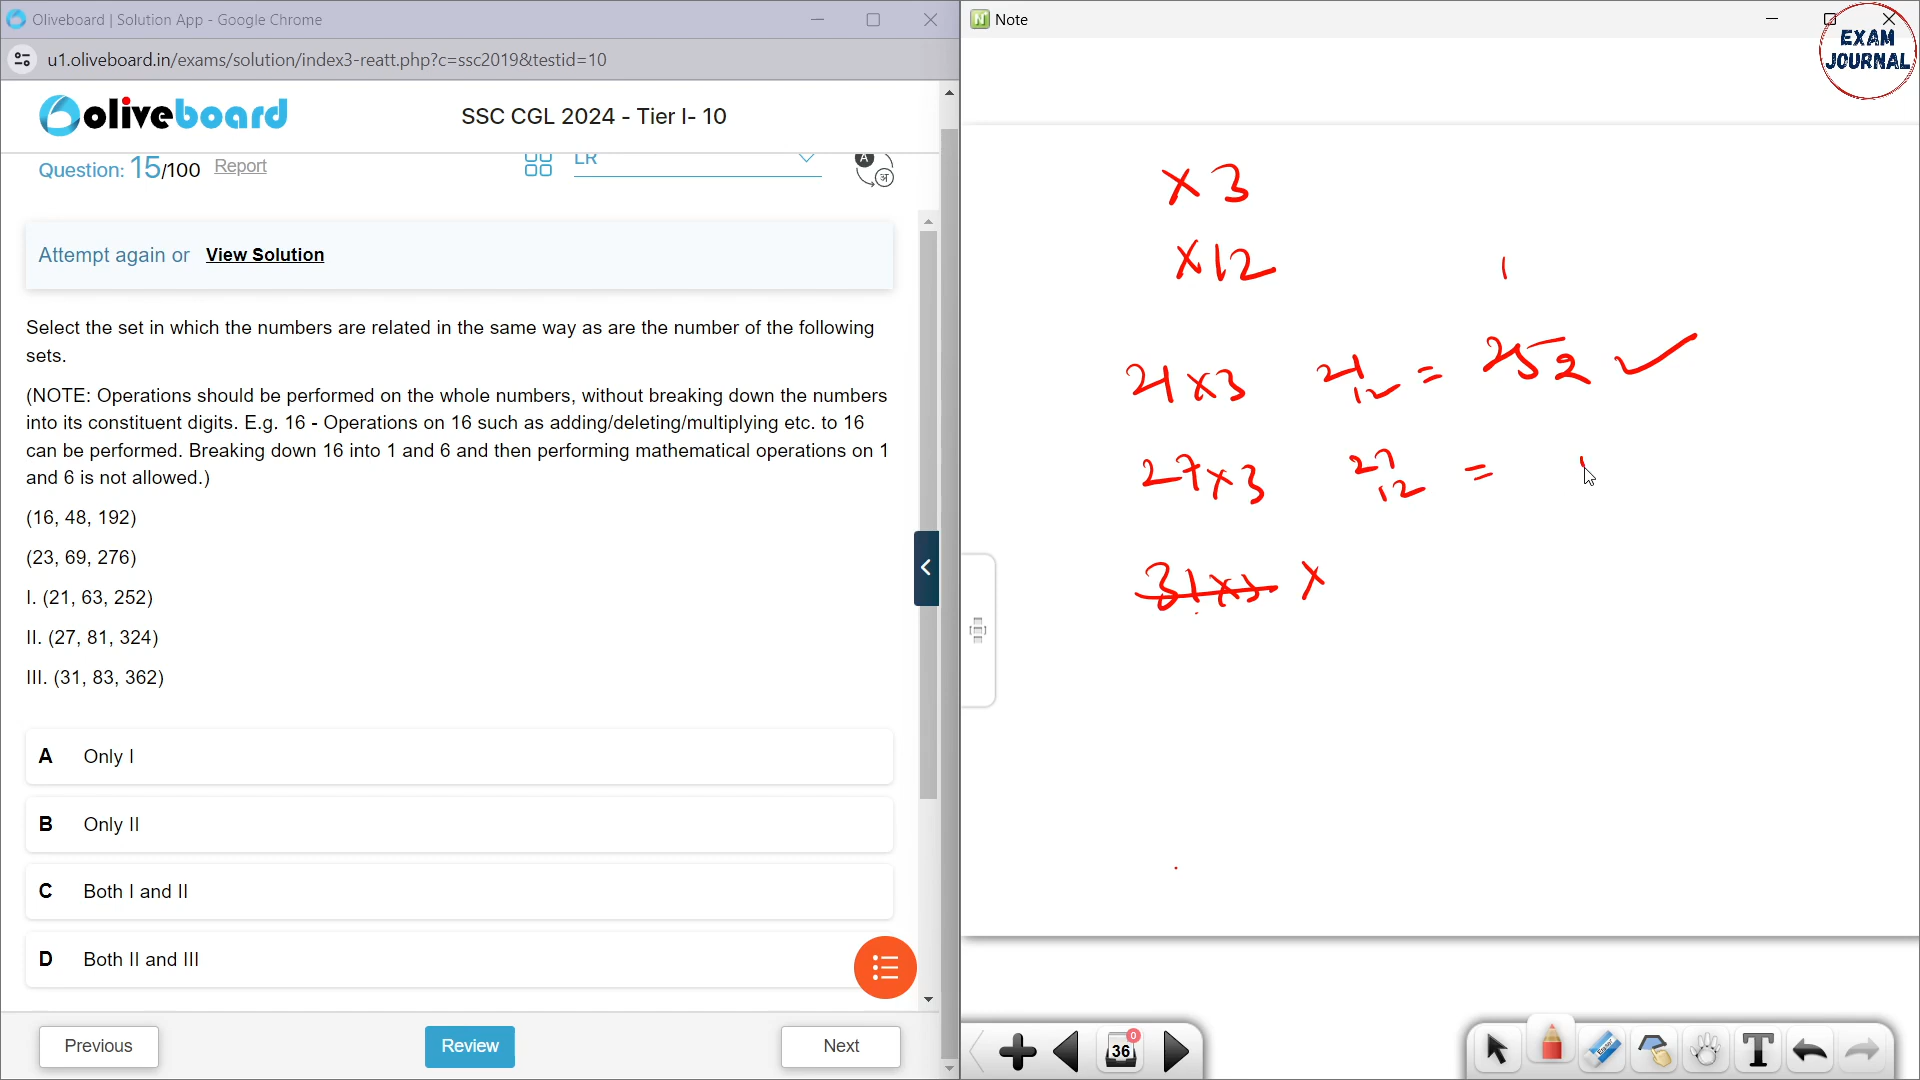 Oliveboard | Solution App - Google Chrome
u1.oliveboard.in/exams/solution/index3-reatt.php?c=ssc2019&testid=10
oliveboard
SSC CGL 2024 - Tier I- 10
Question: 15/100 Report
LR
A
अ
Attempt again or View Solution
Select the set in which the numbers are related in the same way as are the number of the following
sets.
(NOTE: Operations should be performed on the whole numbers, without breaking down the numbers
into its constituent digits. E.g. 16 - Operations on 16 such as adding/deleting/multiplying etc. to 16
can be performed. Breaking down 16 into 1 and 6 and then performing mathematical operations on 1
and 6 is not allowed.)
(16, 48, 192)
(23, 69, 276)
I. (21, 63, 252)
II. (27, 81, 324)
III. (31, 83, 362)
A Only I
B Only II
C Both I and II
D Both II and III
Previous
Review
Next
N Note
EXAM
JOURNAL
×3
×12
1
21×3 21 = 252
12
27×3 27 =
12
31×3 ×
0
36
Eraser
T